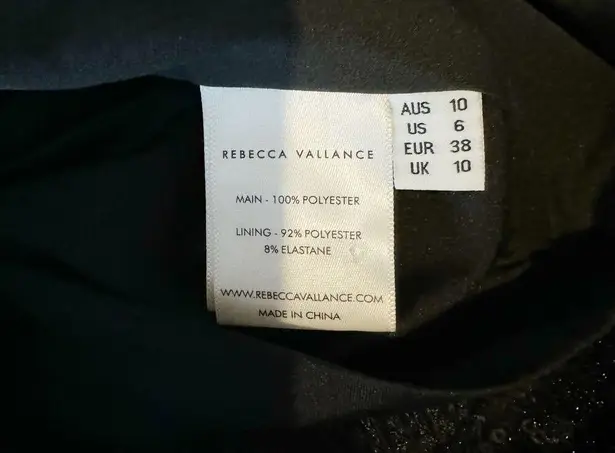 REBECCA VALLANCE
MAIN - 100% POLYESTER
LINING - 92% POLYESTER
8% ELASTANE
WWW.REBECCAVALLANCE.COM
MADE IN CHINA
AUS 10
US 6
EUR 38
UK 10